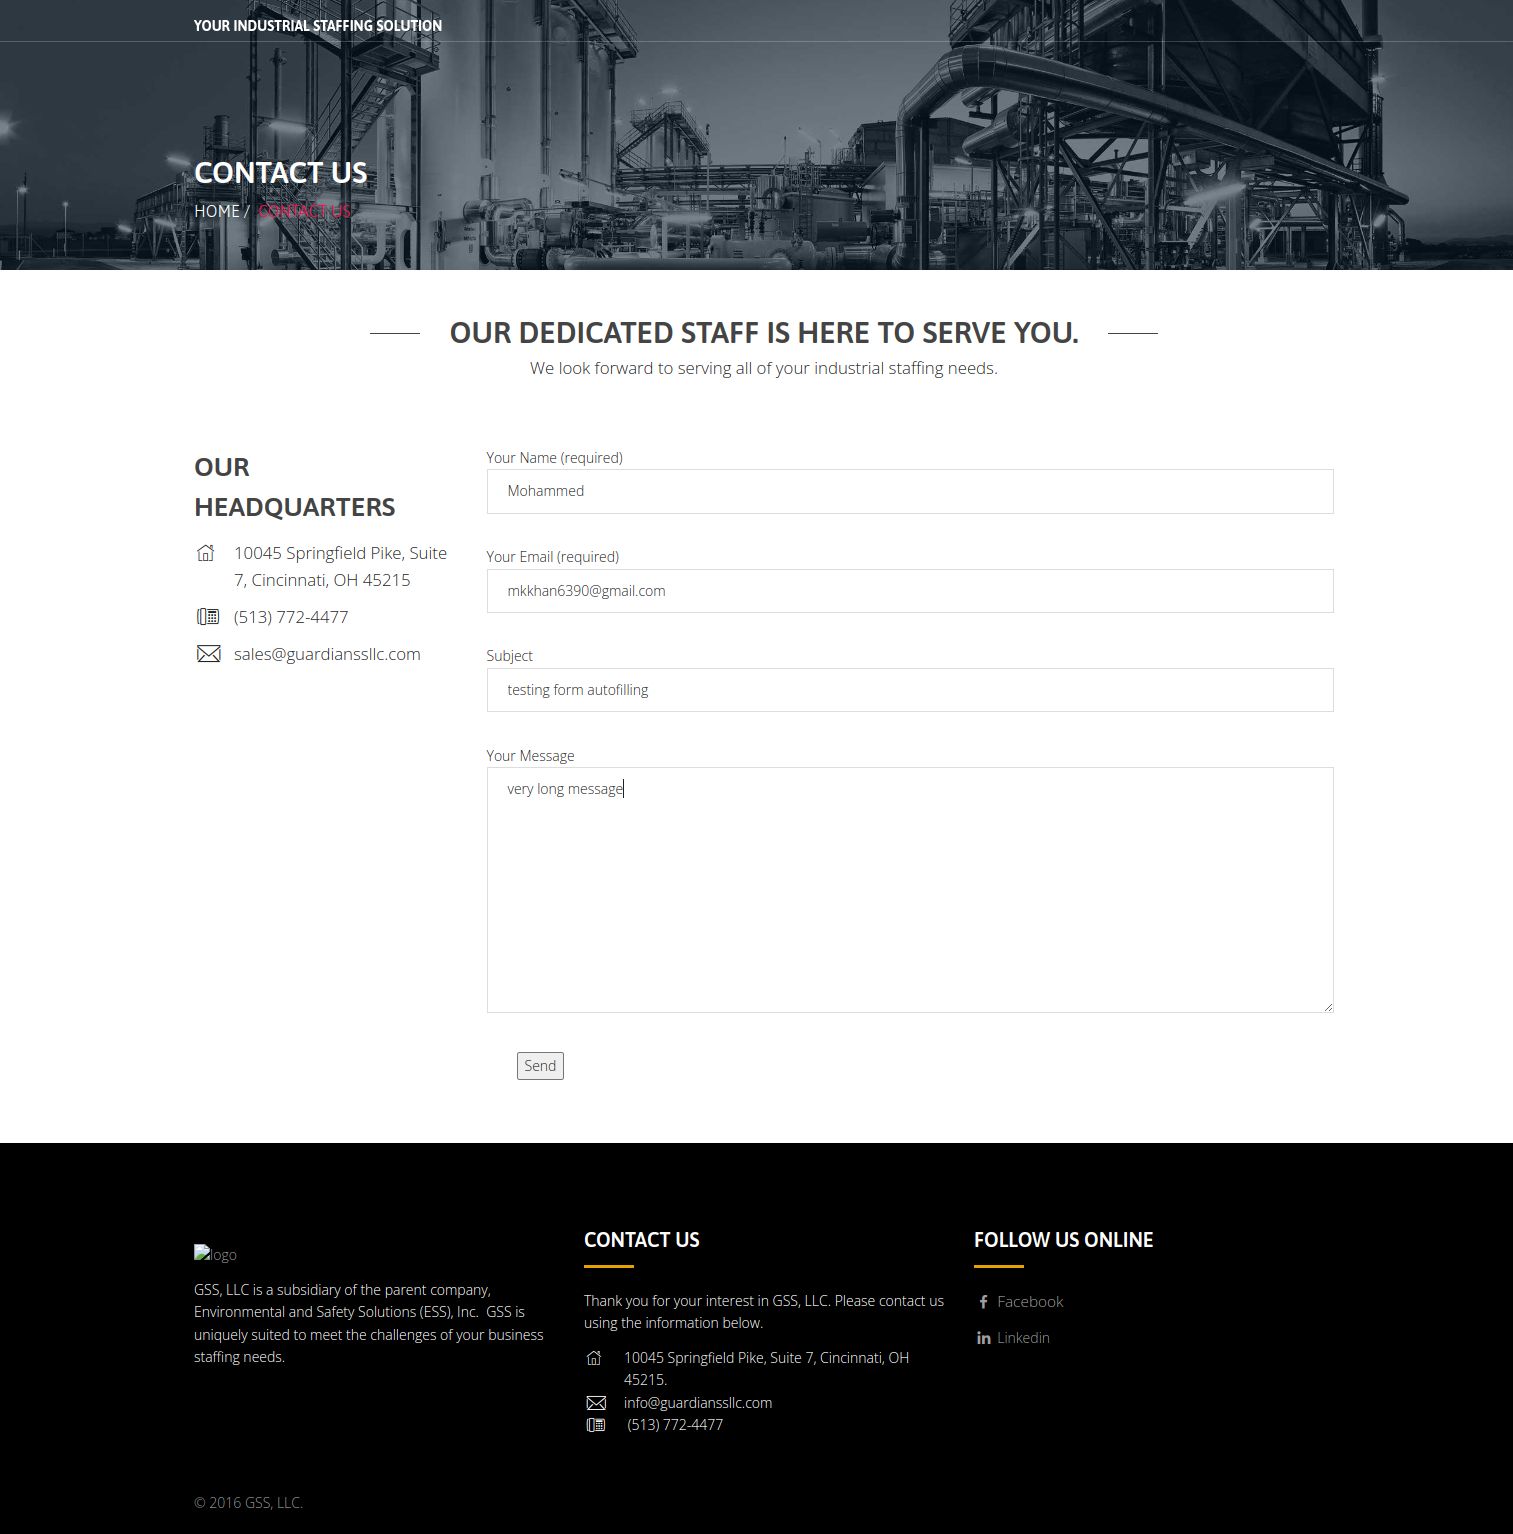 YOUR INDUSTRIAL STAFFING SOLUTION
CONTACT US
HOME / CONTACT US
OUR DEDICATED STAFF IS HERE TO SERVE YOU.
We look forward to serving all of your industrial staffing needs.
OUR
HEADQUARTERS
10045 Springfield Pike, Suite
7, Cincinnati, OH 45215
(513) 772-4477
sales@guardianssllc.com
Your Name (required)
Mohammed
Your Email (required)
mkkhan6390@gmail.com
Subject
testing form autofilling
Your Message
very long message
Send
logo
GSS, LLC is a subsidiary of the parent company,
Environmental and Safety Solutions (ESS), Inc.  GSS is
uniquely suited to meet the challenges of your business
staffing needs.
CONTACT US
Thank you for your interest in GSS, LLC. Please contact us
using the information below.
10045 Springfield Pike, Suite 7, Cincinnati, OH
45215.
info@guardianssllc.com
(513) 772-4477
FOLLOW US ONLINE
Facebook
Linkedin
© 2016 GSS, LLC.